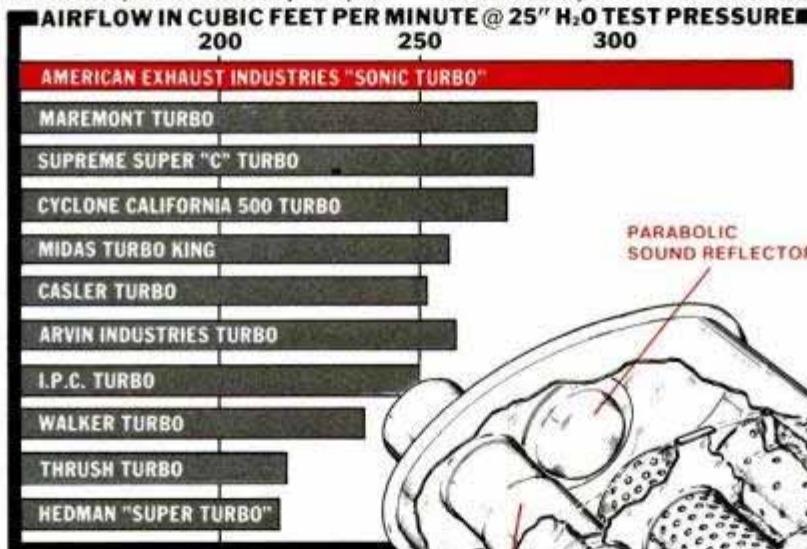 AIRFLOW IN CUBIC FEET PER MINUTE @ 25" H₂O TEST PRESSURE
200 250 300
AMERICAN EXHAUST INDUSTRIES "SONIC TURBO"
MAREMONT TURBO
SUPREME SUPER "C" TURBO
CYCLONE CALIFORNIA 500 TURBO
MIDAS TURBO KING
CASLER TURBO
ARVIN INDUSTRIES TURBO
I.P.C. TURBO
WALKER TURBO
THRUSH TURBO
HEDMAN "SUPER TURBO"
PARABOLIC
SOUND REFLECTOR